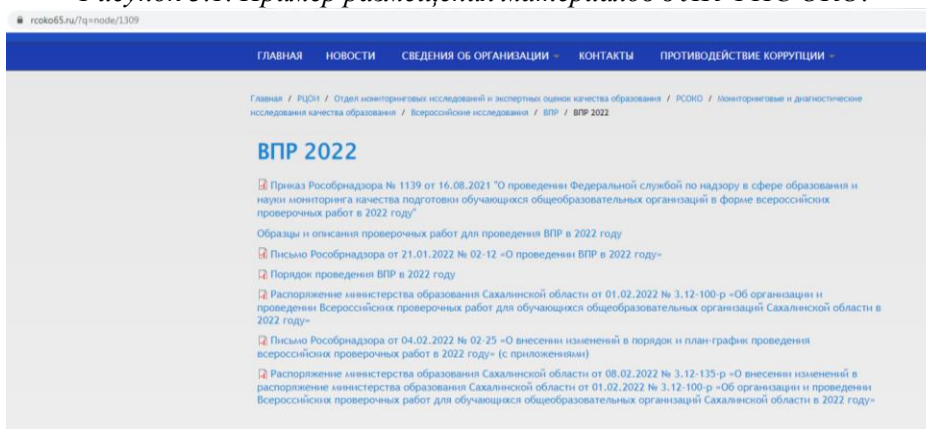 Рисунок 3.1. Пример размещения материалов в ЛК ФИС ОКО.
rcoko65.ru/?q=node/1309
ГЛАВНАЯ НОВОСТИ СВЕДЕНИЯ ОБ ОРГАНИЗАЦИИ КОНТАКТЫ ПРОТИВОДЕЙСТВИЕ КОРРУПЦИИ
Главная / РЦОИ / Отдел мониторинговых исследований и экспертных оценок качества образования / РСОКО / Мониторинговые и диагностические
исследования качества образования / Всероссийские исследования / ВПР / ВПР 2022
ВПР 2022
Приказ Рособрнадзора № 1139 от 16.08.2021 "О проведении Федеральной службой по надзору в сфере образования и
науки мониторинга качества подготовки обучающихся общеобразовательных организаций в форме всероссийских
проверочных работ в 2022 году"
Образцы и описания проверочных работ для проведения ВПР в 2022 году
Письмо Рособрнадзора от 21.01.2022 № 02-12 «О проведении ВПР в 2022 году»
Порядок проведения ВПР в 2022 году
Распоряжение министерства образования Сахалинской области от 01.02.2022 № 3.12-100-р «Об организации и
проведении Всероссийских проверочных работ для обучающихся общеобразовательных организаций Сахалинской области в
2022 году»
Письмо Рособрнадзора от 04.02.2022 № 02-25 «О внесении изменений в порядок и план-график проведения
всероссийских проверочных работ в 2022 году» (с приложениями)
Распоряжение министерства образования Сахалинской области от 08.02.2022 № 3.12-135-р «О внесении изменений в
распоряжение министерства образования Сахалинской области от 01.02.2022 № 3.12-100-р «Об организации и проведении
Всероссийских проверочных работ для обучающихся общеобразовательных организаций Сахалинской области в 2022 году»